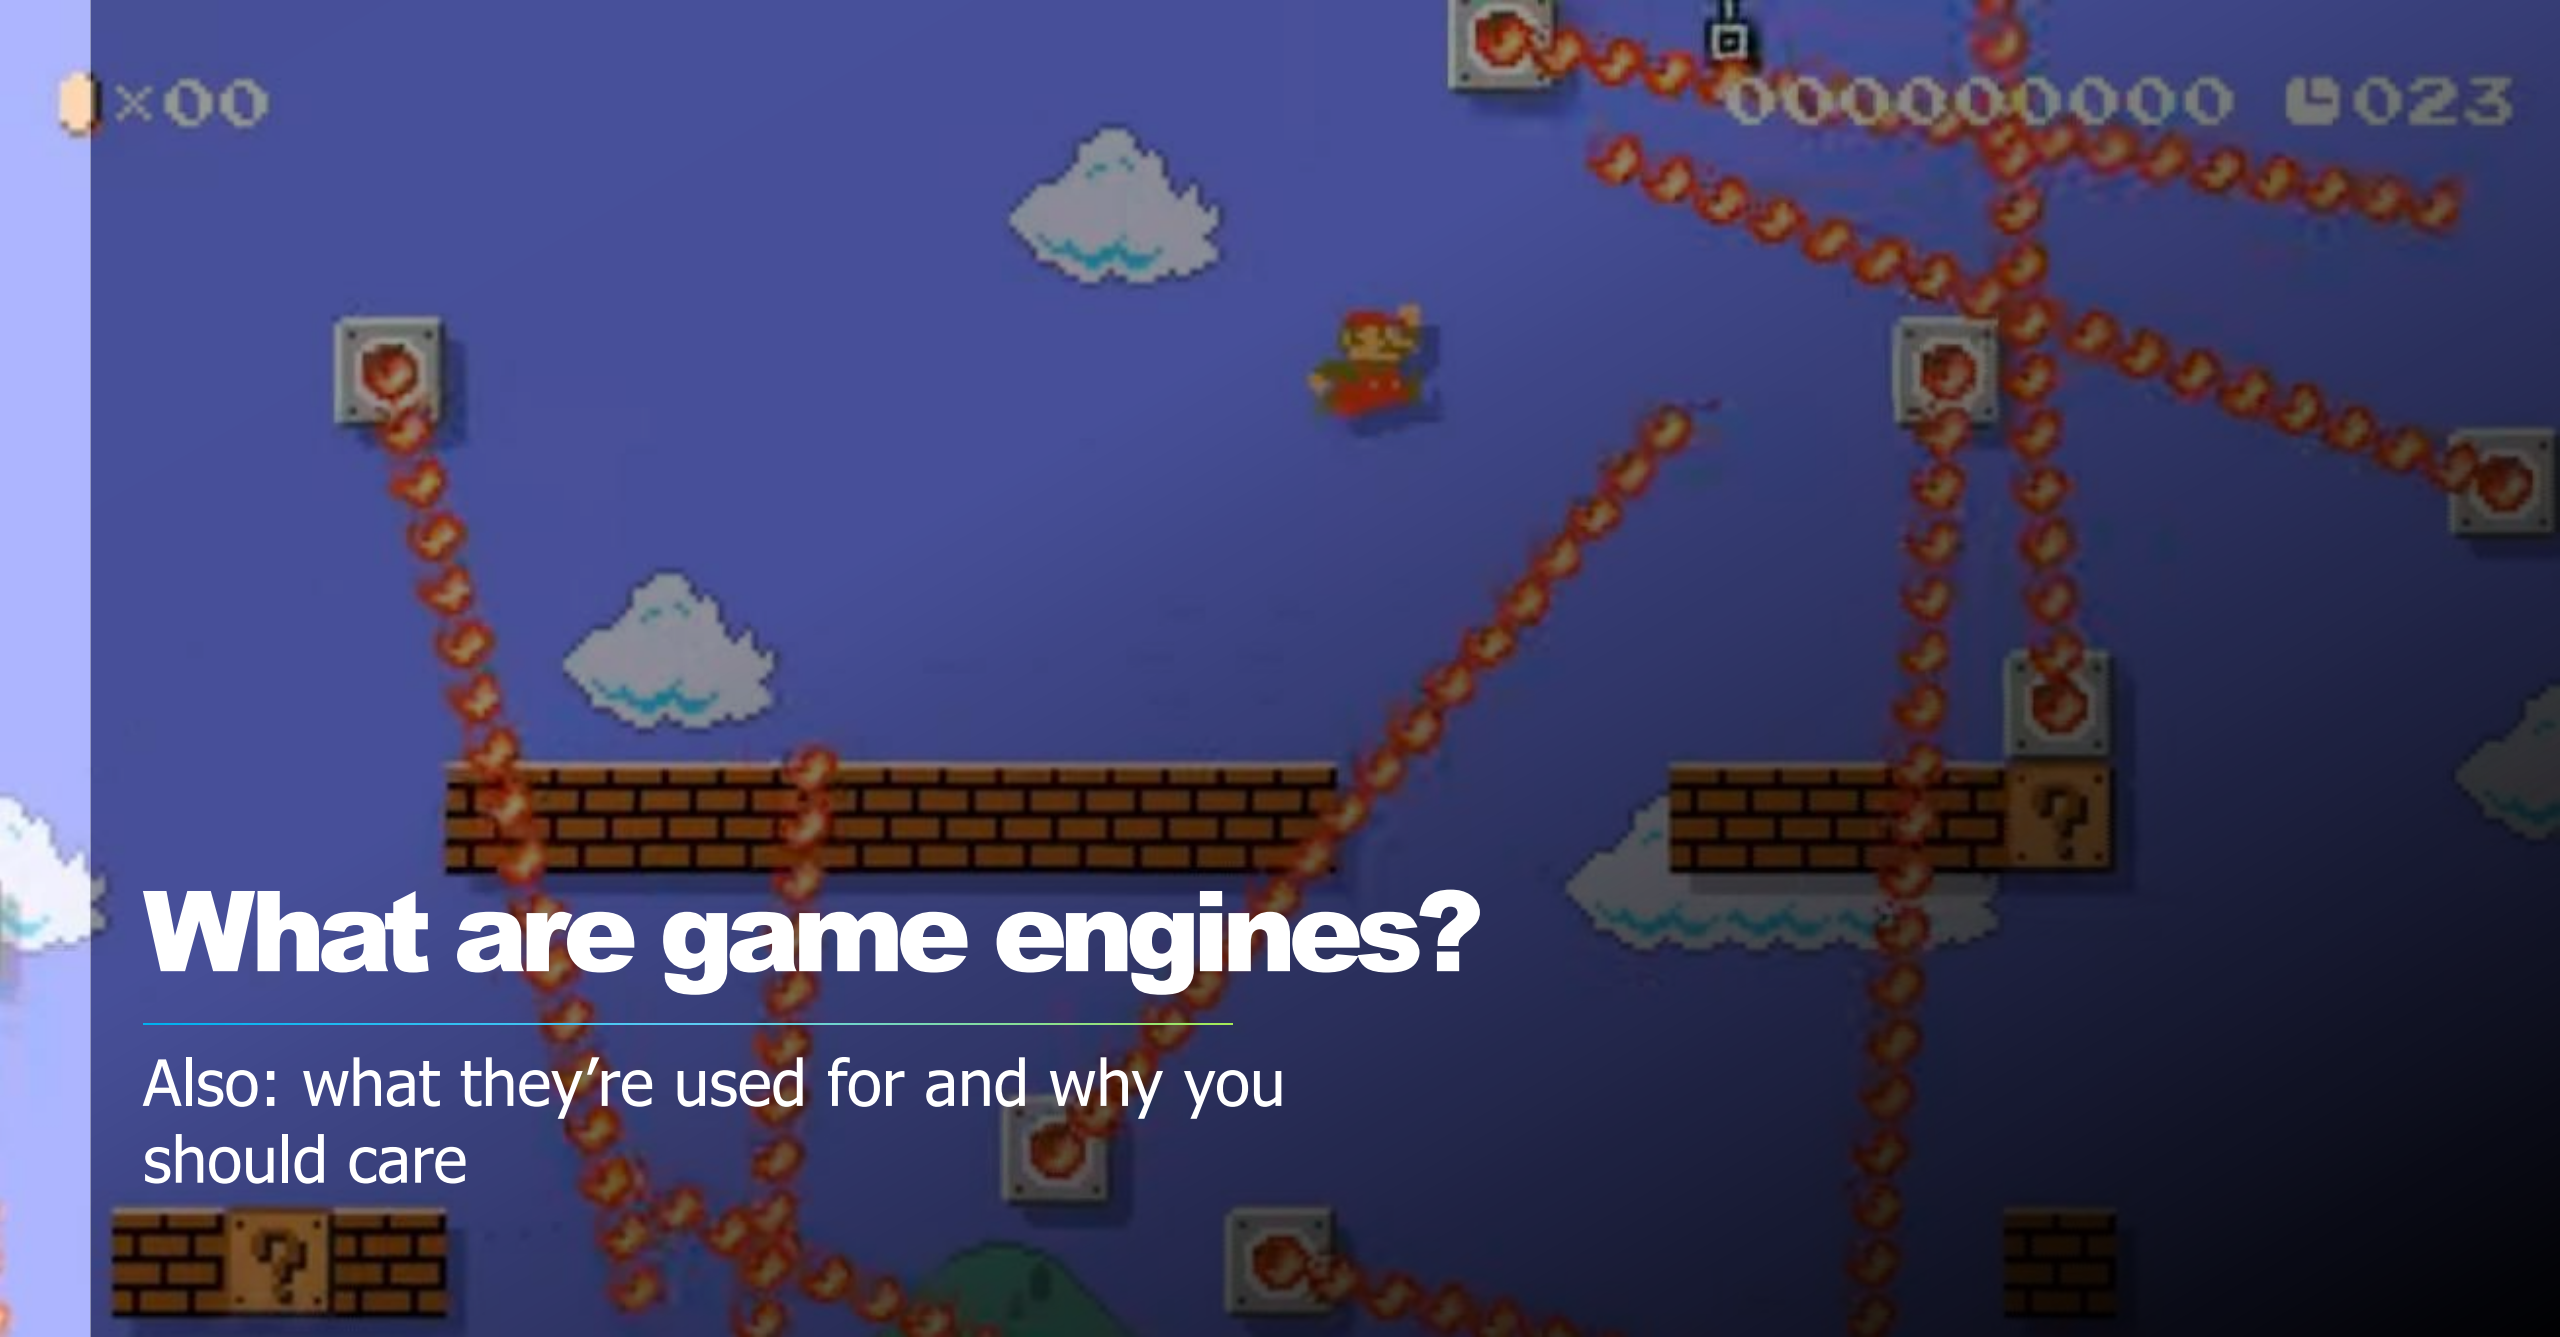 ×00
000000000 023
What are game engines?
Also: what they’re used for and why you
should care
?
?